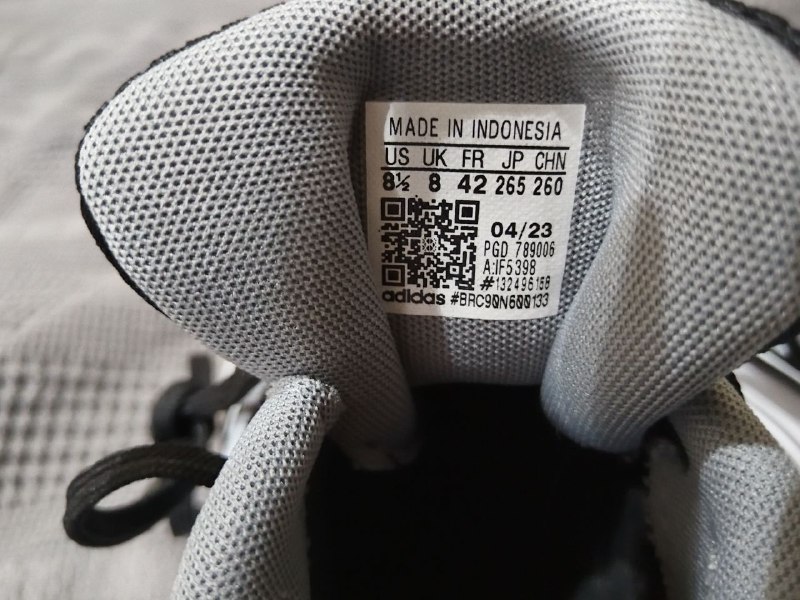 MADE IN INDONESIA
US UK FR JP CHN
8½ 8 42 265 260
04/23
PGD 789006
A:IF5398
#132496158
adidas #BRC90N600133